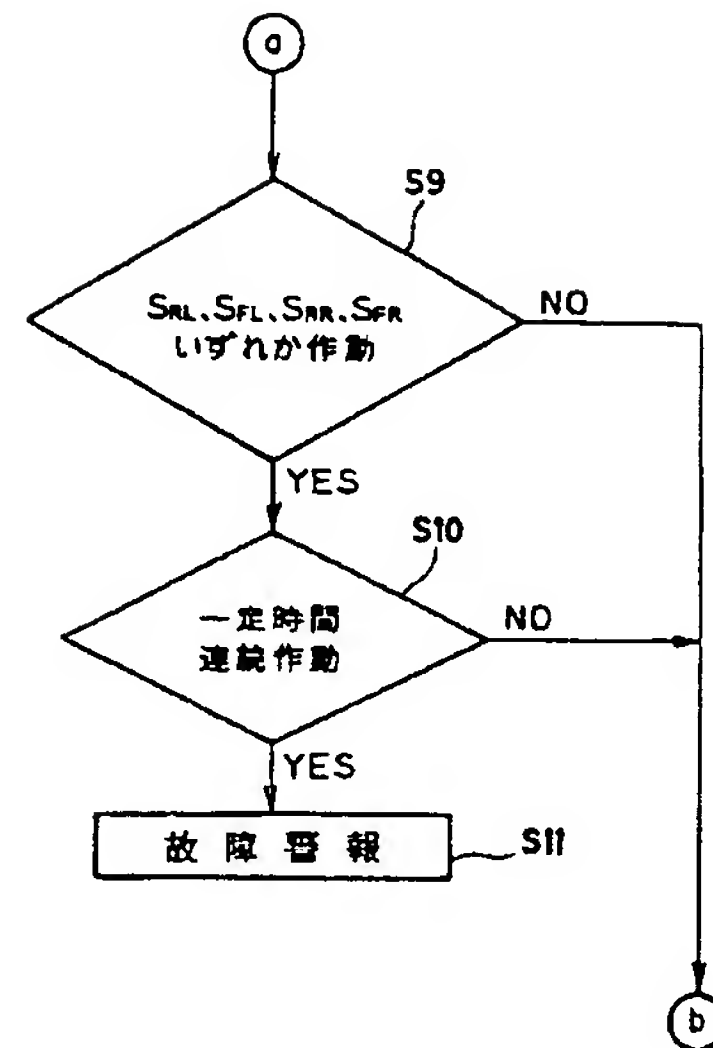 a
S9
SRL、SFL、SRR、SFR
いずれか作動
NO
YES
S10
一定時間
連続作動
NO
YES
故障警報
S11
b